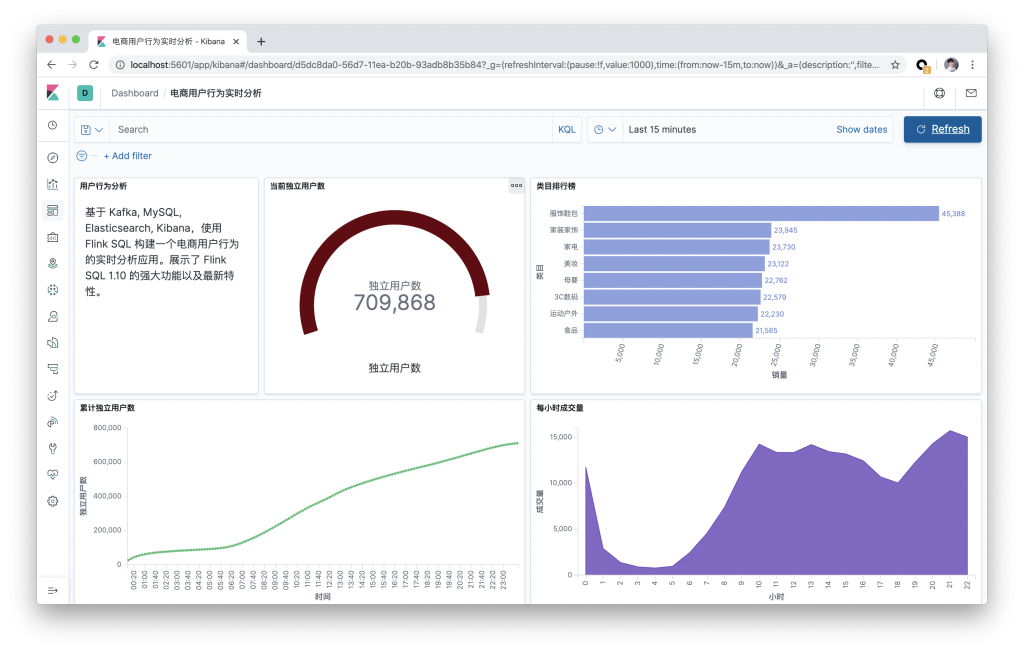 电商用户行为实时分析 - Kibana
localhost:5601/app/kibana#/dashboard/d5dc8da0-56d7-11ea-b20b-93adb8b35b84?_g=(refreshInterval:(pause:!f,value:1000),time:(from:now-15m,to:now))&_a=(description:'',filte...
2
D
Dashboard / 电商用户行为实时分析
Search
KQL
Last 15 minutes
Show dates
Refresh
+ Add filter
用户行为分析
基于 Kafka, MySQL,
Elasticsearch, Kibana，使用
Flink SQL 构建一个电商用户行为
的实时分析应用。展示了 Flink
SQL 1.10 的强大功能以及最新特
性。
当前独立用户数
独立用户数
709,868
独立用户数
类目排行榜
类目
服饰鞋包 45,388
家装家饰 23,945
家电 23,730
美妆 23,122
母婴 22,762
3C数码 22,579
运动户外 22,230
食品 21,565
5,000 10,000 15,000 20,000 25,000 30,000 35,000 40,000 45,000
销量
累计独立用户数
独立用户数
800,000
600,000
400,000
200,000
0
00:20 01:00 01:40 02:20 03:00 03:40 04:20 05:00 05:40 06:20 07:00 07:40 08:20 09:00 09:40 10:20 11:00 11:40 12:20 13:00 13:40 14:20 15:00 15:40 16:20 17:00 17:40 18:20 19:00 19:40 20:20 21:00 21:40 22:20 23:00
时间
每小时成交量
成交量
15,000
10,000
5,000
0
0 1 2 3 4 5 6 7 8 9 10 11 12 13 14 15 16 17 18 19 20 21 22
小时